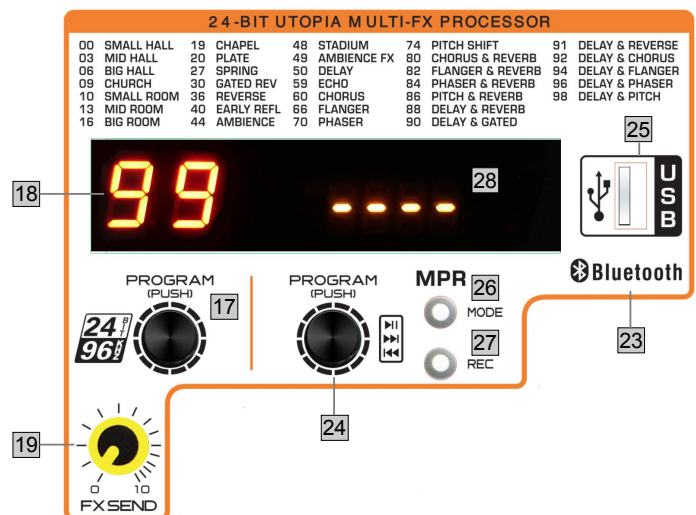 24-BIT UTOPIA MULTI-FX PROCESSOR
00 SMALL HALL 19 CHAPEL 48 STADIUM 74 PITCH SHIFT 91 DELAY & REVERSE
03 MID HALL 20 PLATE 49 AMBIENCE FX 80 CHORUS & REVERB 92 DELAY & CHORUS
06 BIG HALL 27 SPRING 50 DELAY 82 FLANGER & REVERB 94 DELAY & FLANGER
09 CHURCH 30 GATED REV 59 ECHO 84 PHASER & REVERB 96 DELAY & PHASER
10 SMALL ROOM 36 REVERSE 60 CHORUS 86 PITCH & REVERB 98 DELAY & PITCH
13 MID ROOM 40 EARLY REFL 66 FLANGER 88 DELAY & REVERB
16 BIG ROOM 44 AMBIENCE 70 PHASER 90 DELAY & GATED
25
18
99
28
----
USB
Bluetooth
23
PROGRAM
(PUSH)
17
24 BIT
96 KHZ
PROGRAM
(PUSH)
24
MPR
26
MODE
27
REC
19
0 10
FX SEND